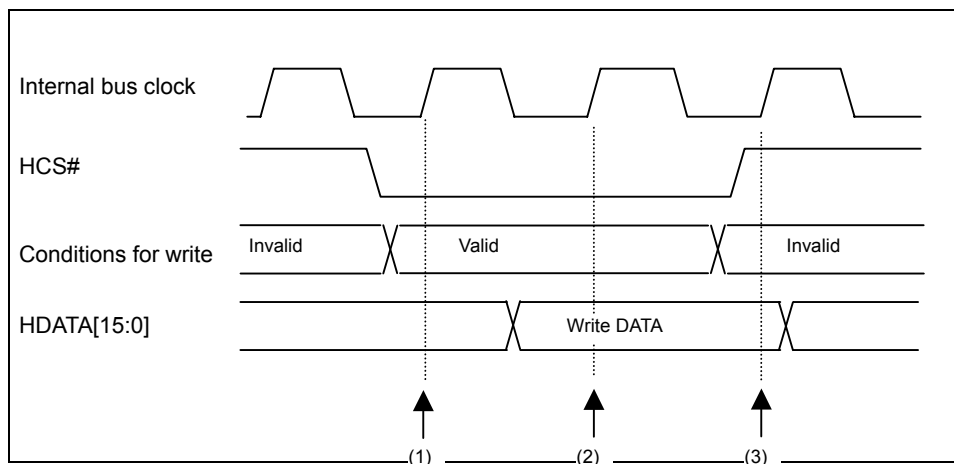 Internal bus clock
HCS#
Conditions for write
Invalid
Valid
Invalid
HDATA[15:0]
Write DATA
(1)
(2)
(3)